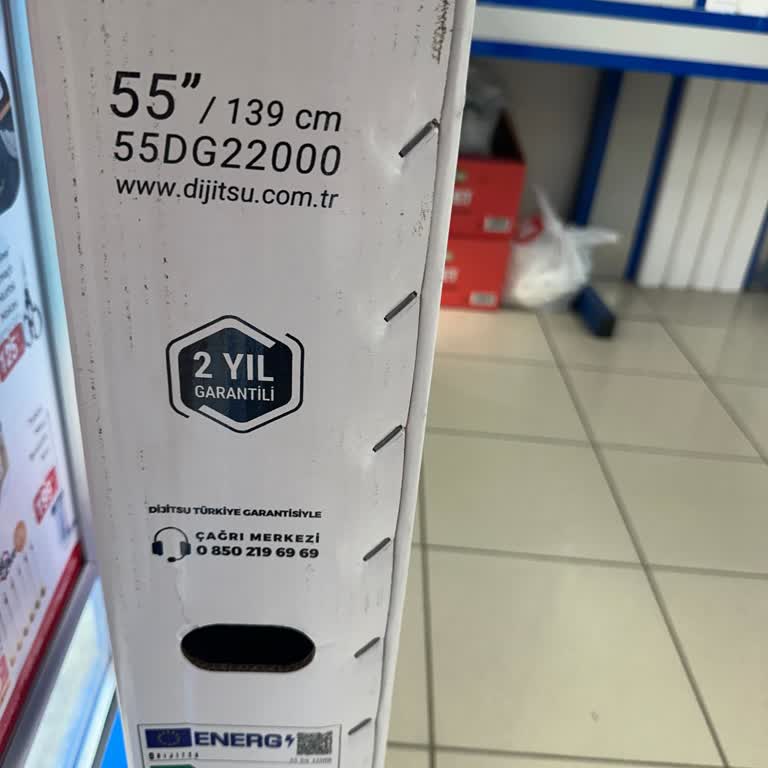 55” / 139 cm
55DG22000
www.dijitsu.com.tr
2 YIL
GARANTİLİ
DİJİTSU TÜRKİYE GARANTİSİYLE
ÇAĞRI MERKEZİ
0 850 219 69 69
ENERG